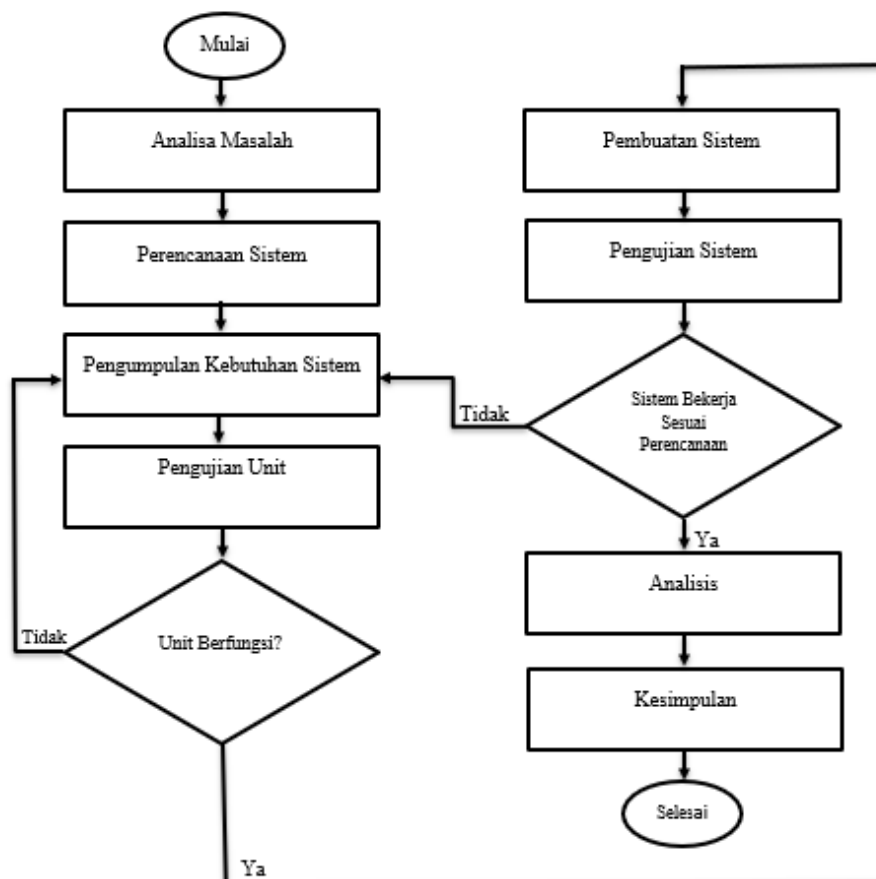 Mulai
Analisa Masalah
Perencanaan Sistem
Pengumpulan Kebutuhan Sistem
Pengujian Unit
Unit Berfungsi?
Tidak
Ya
Pembuatan Sistem
Pengujian Sistem
Sistem Bekerja
Sesuai
Perencanaan
Tidak
Ya
Analisis
Kesimpulan
Selesai